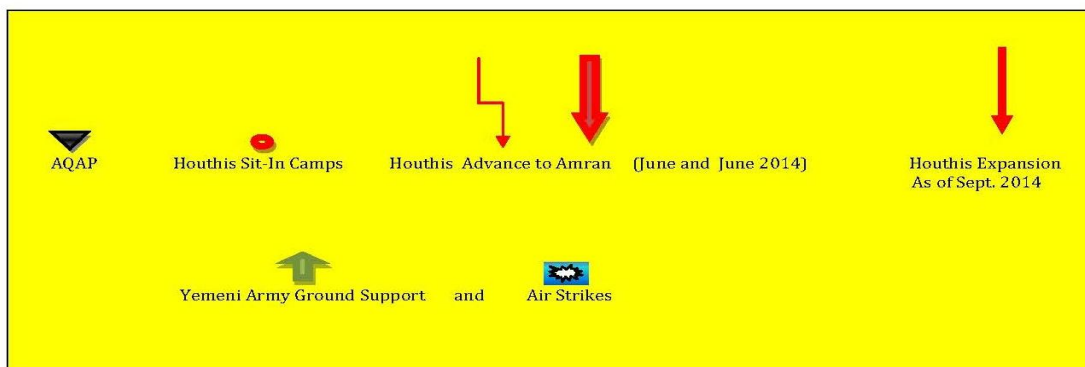 AQAP Houthis Sit-In Camps Houthis Advance to Amran (June and June 2014) Houthis Expansion
As of Sept. 2014
Yemeni Army Ground Support and Air Strikes